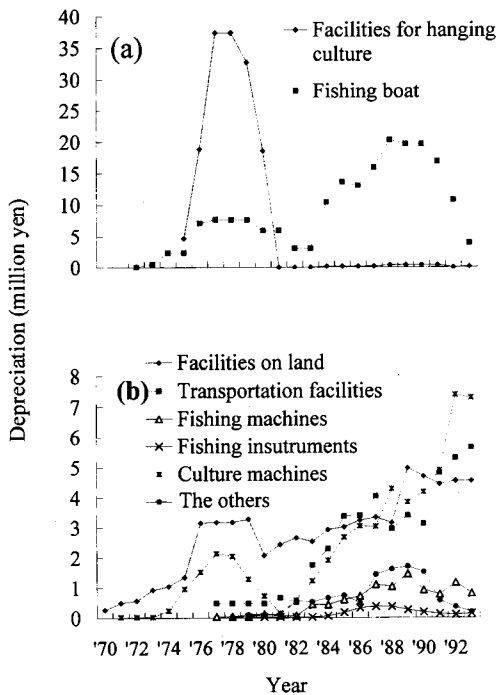 40
35
30
25
20
15
10
5
0
(a)
Facilities for hanging
culture
Fishing boat
Depreciation (million yen)
8
7
6
5
4
3
2
1
0
(b)
Facilities on land
Transportation facilities
Fishing machines
Fishing insutruments
Culture machines
The others
'70 '72 '74 '76 '78 '80 '82 '84 '86 '88 '90 '92
Year